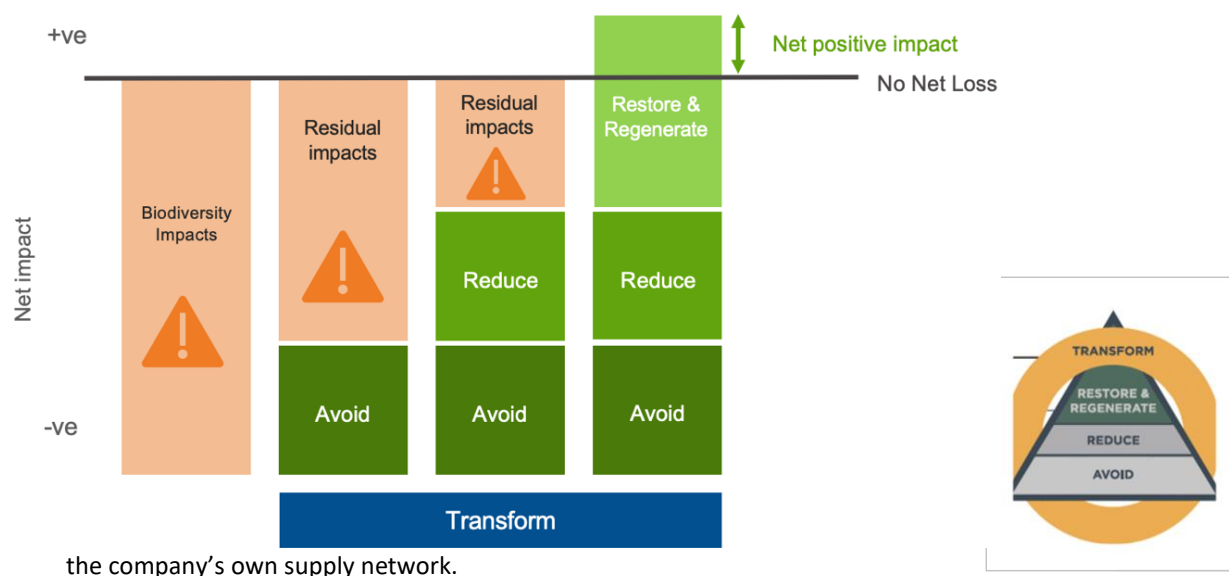 +ve
Net positive impact
No Net Loss
Net impact
-ve
Biodiversity
Impacts
Residual
impacts
Avoid
Residual
impacts
Reduce
Avoid
Restore &
Regenerate
Reduce
Avoid
Transform
TRANSFORM
RESTORE &
REGENERATE
REDUCE
AVOID
the company’s own supply network.